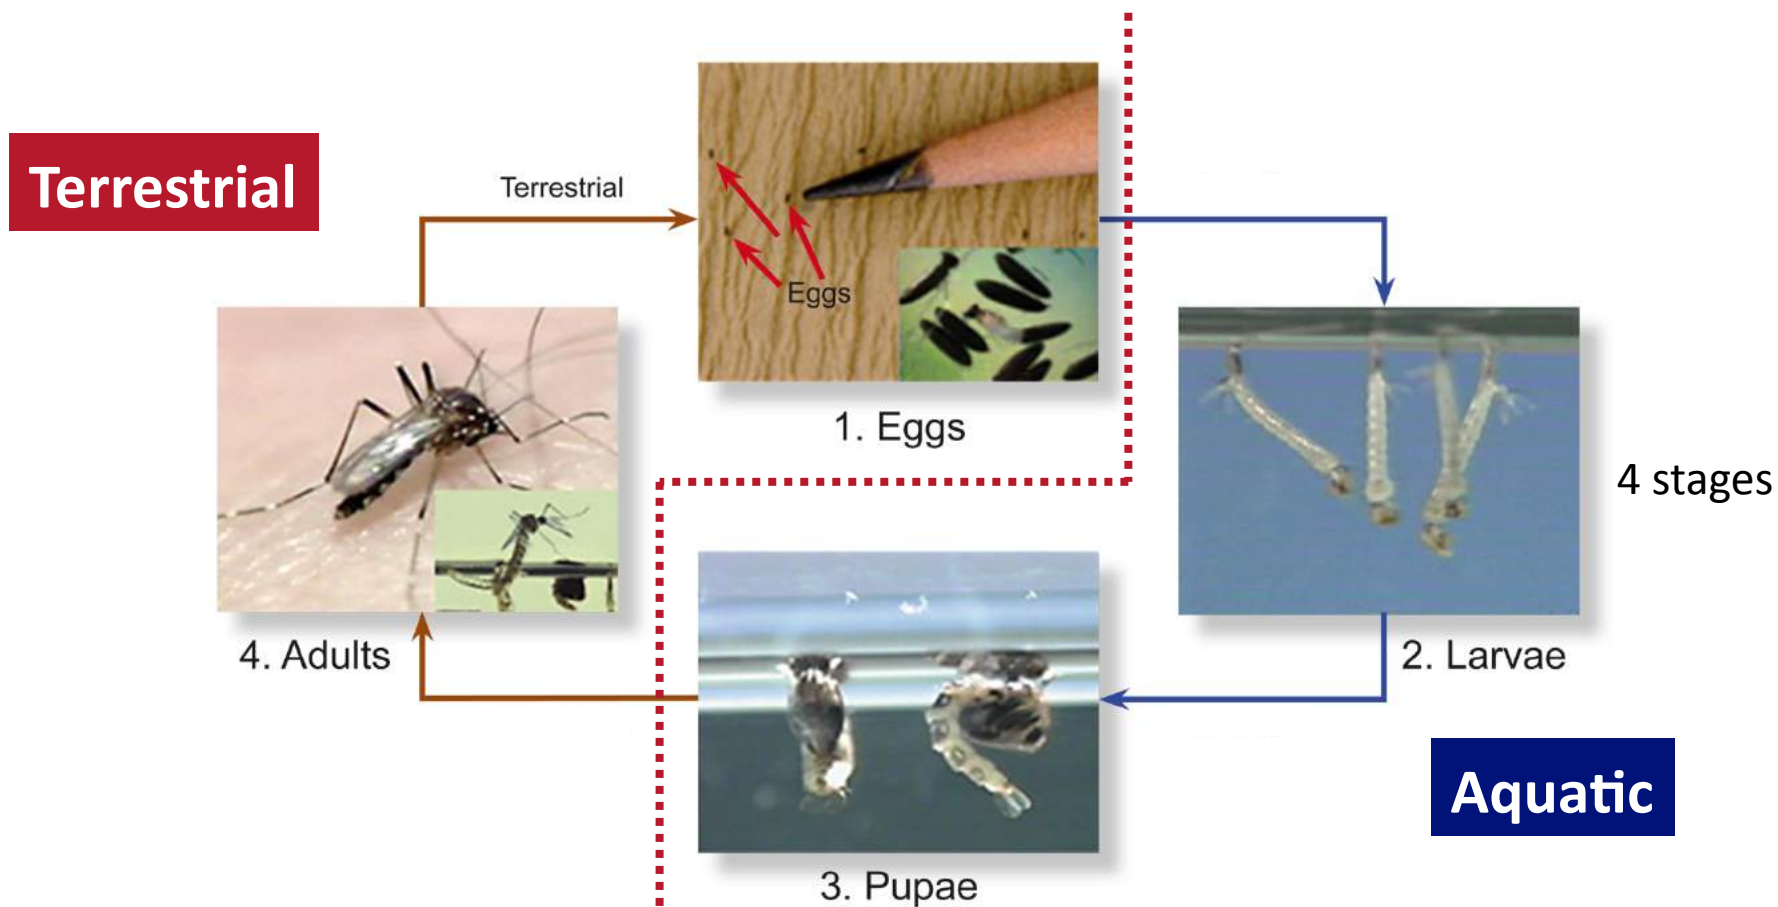 Terrestrial
Terrestrial
Eggs
1. Eggs
4 stages
4. Adults
2. Larvae
Aquatic
3. Pupae